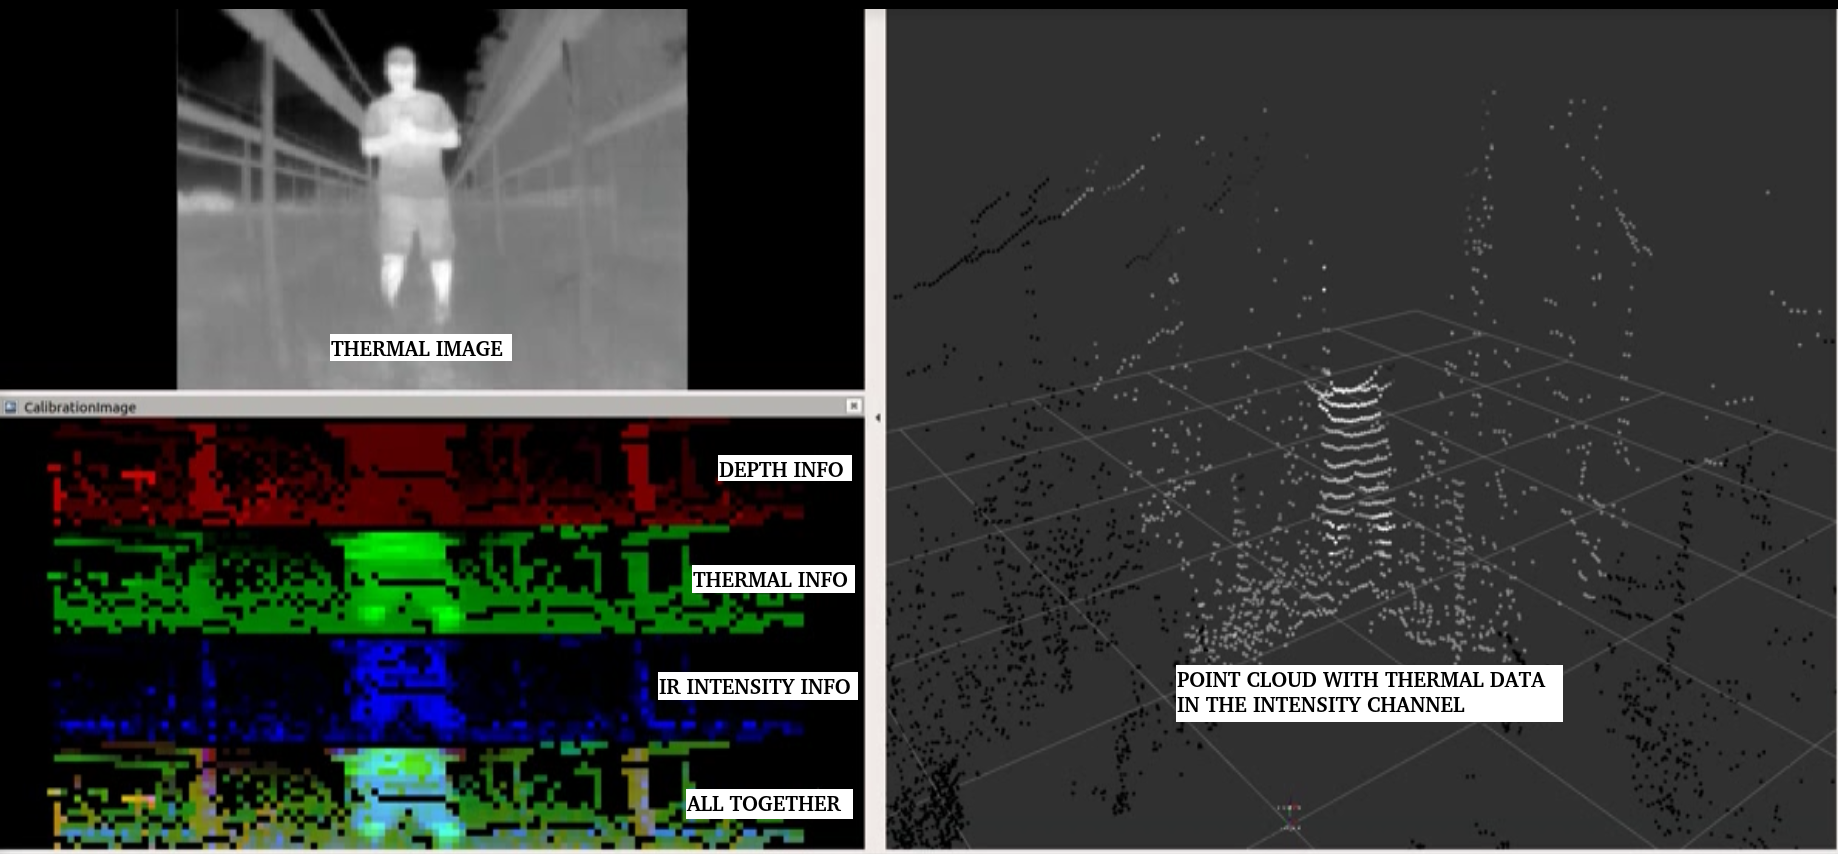 THERMAL IMAGE
CalibrationImage
DEPTH INFO
THERMAL INFO
IR INTENSITY INFO
ALL TOGETHER
POINT CLOUD WITH THERMAL DATA
IN THE INTENSITY CHANNEL